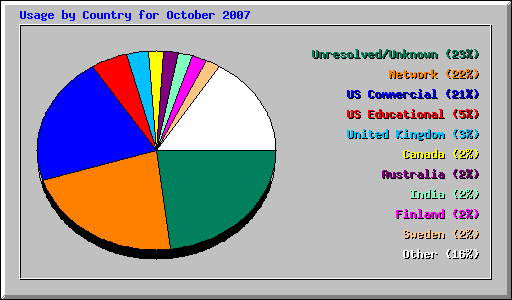 Usage by Country for October 2007
Unresolved/Unknown (23%)
Network (22%)
US Commercial (21%)
US Educational (5%)
United Kingdom (3%)
Canada (2%)
Australia (2%)
India (2%)
Finland (2%)
Sweden (2%)
Other (16%)